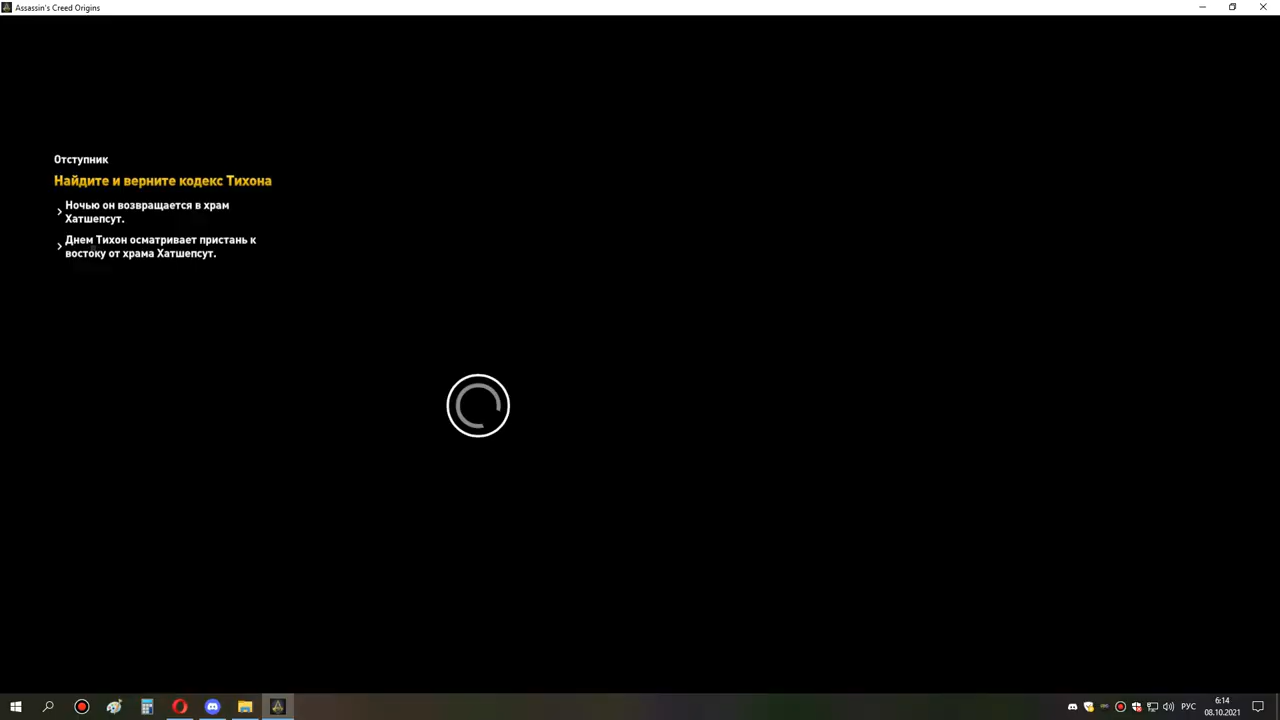 Assassin's Creed Origins
Отступник
Найдите и верните кодекс Тихона
Ночью он возвращается в храм
Хатшепсут.
Днем Тихон осматривает пристань к
востоку от храма Хатшепсут.
РУС
6:14
08.10.2021